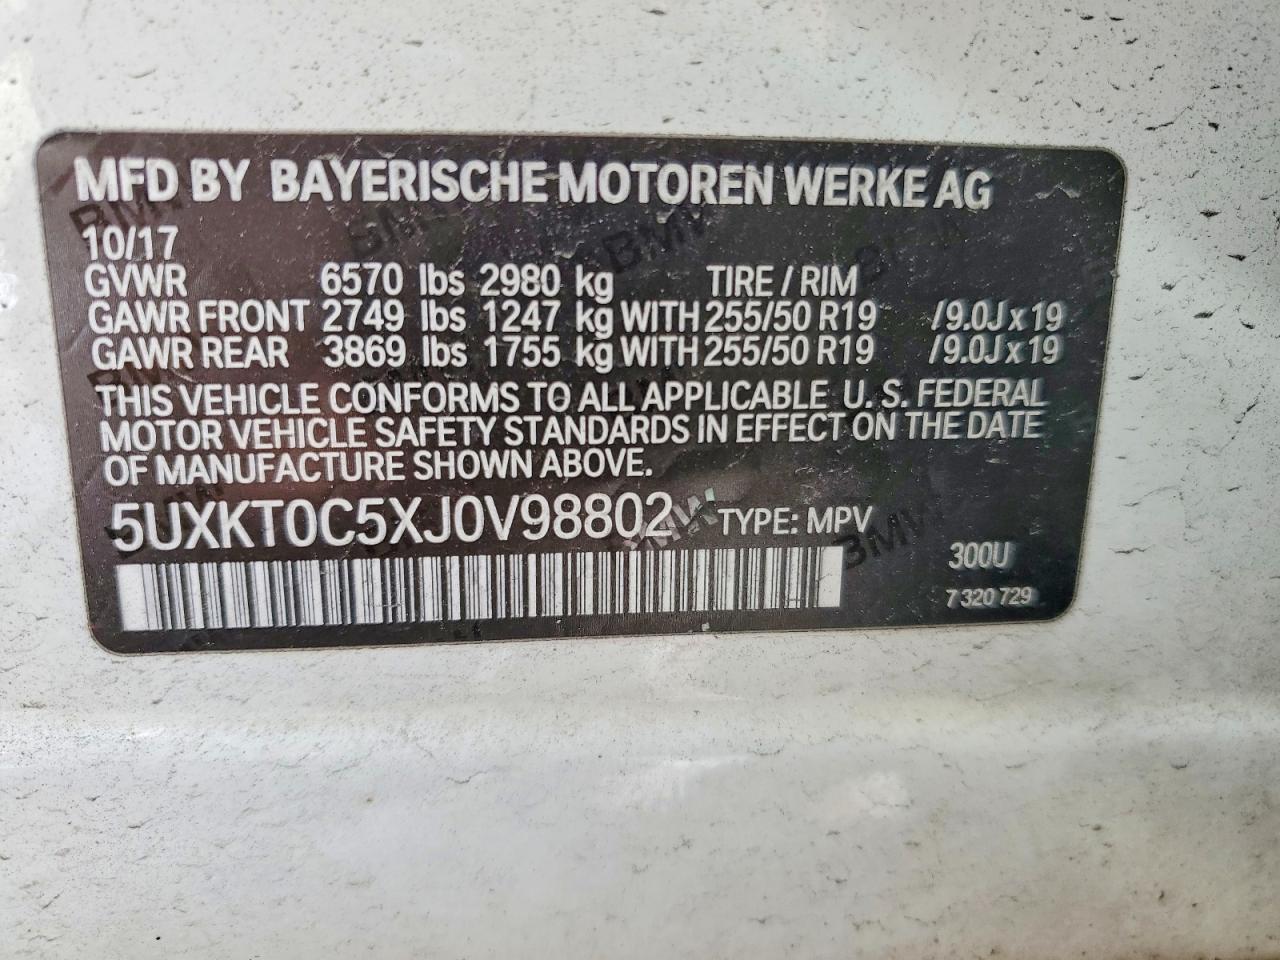 MFD BY BAYERISCHE MOTOREN WERKE AG
10/17
GVWR 6570 lbs 2980 kg TIRE / RIM
GAWR FRONT 2749 lbs 1247 kg WITH 255/50 R19 /9.0J x 19
GAWR REAR 3869 lbs 1755 kg WITH 255/50 R19 /9.0J x 19
THIS VEHICLE CONFORMS TO ALL APPLICABLE U. S. FEDERAL
MOTOR VEHICLE SAFETY STANDARDS IN EFFECT ON THE DATE
OF MANUFACTURE SHOWN ABOVE.
5UXKT0C5XJ0V98802 TYPE: MPV
300U
7 320 729